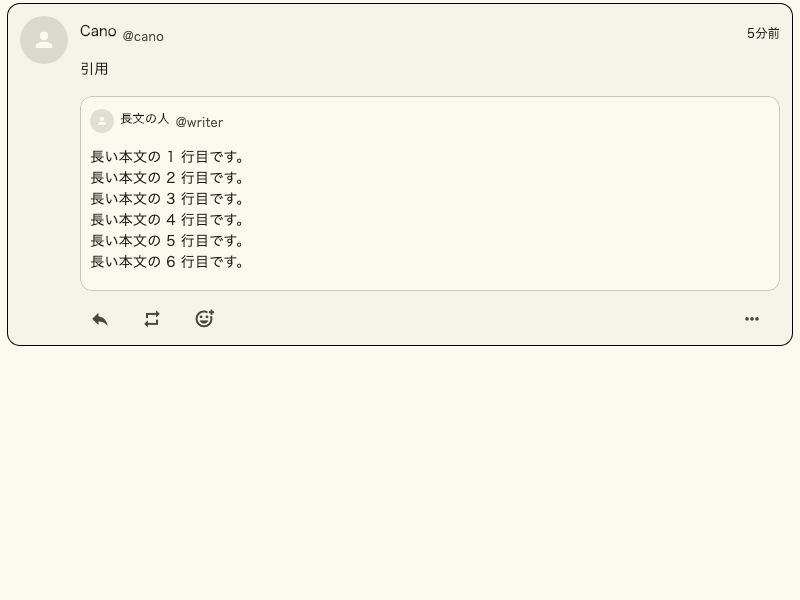 Cano @cano 5分前
引用
長文の人 @writer
長い本文の 1 行目です。
長い本文の 2 行目です。
長い本文の 3 行目です。
長い本文の 4 行目です。
長い本文の 5 行目です。
長い本文の 6 行目です。